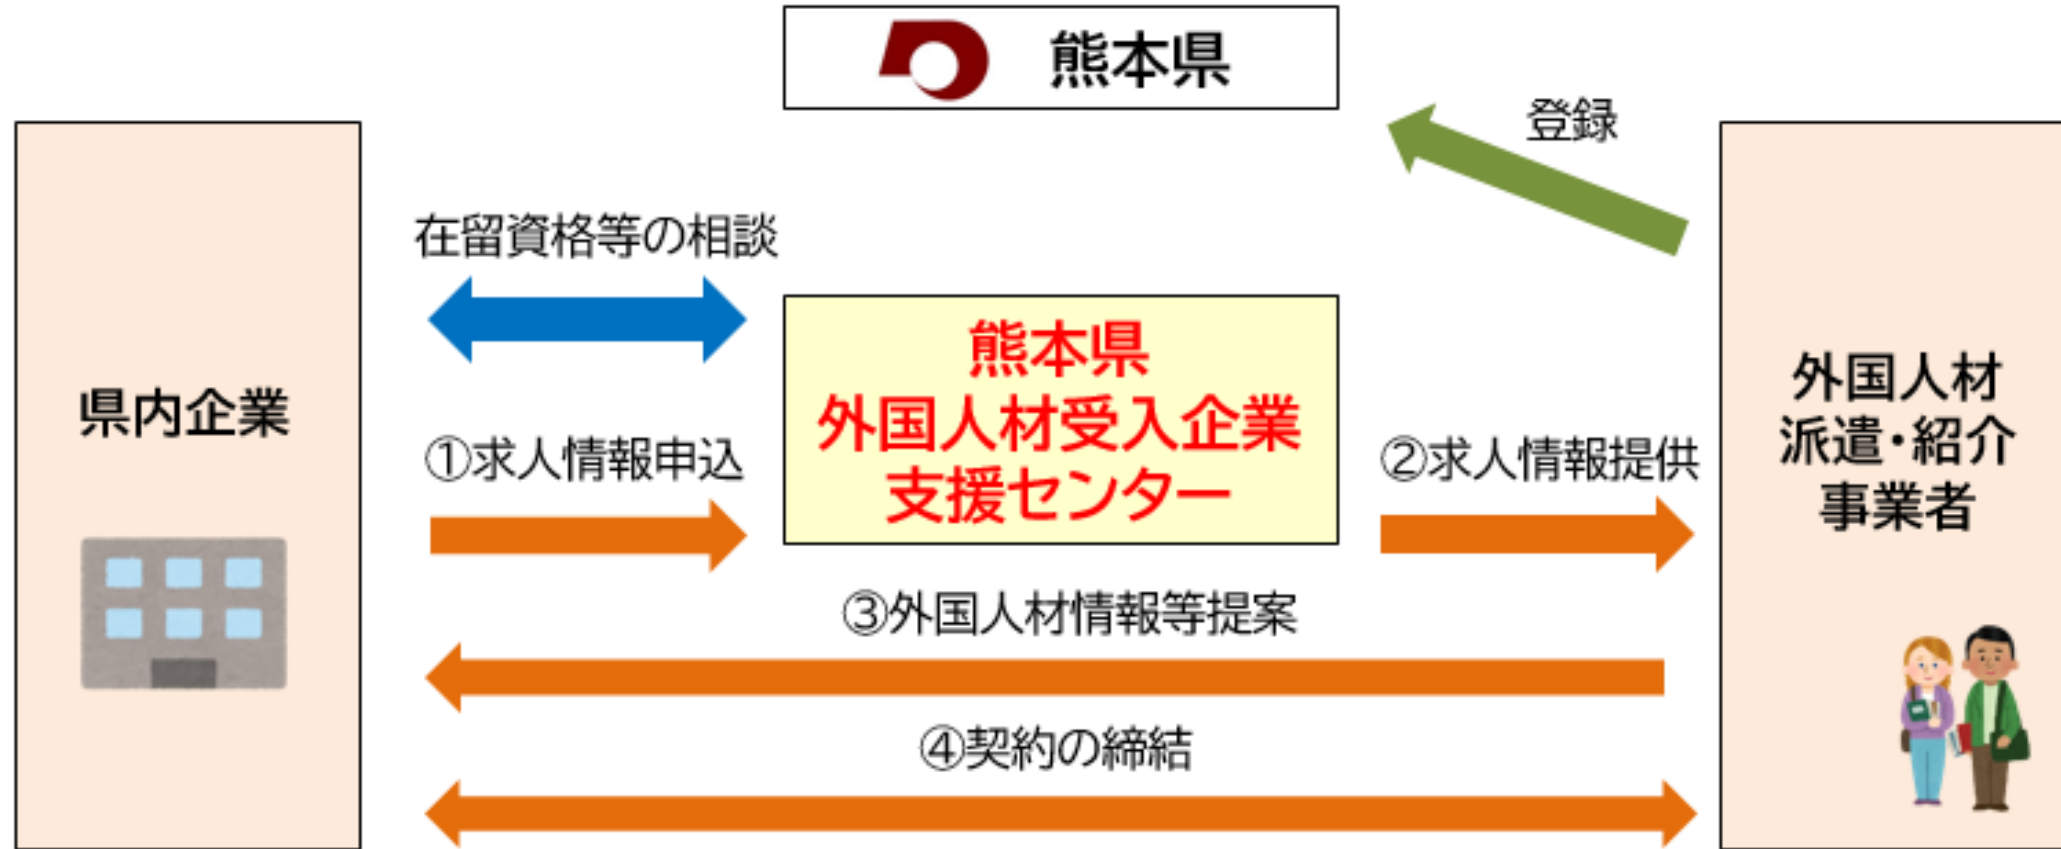 熊本県
登録
在留資格等の相談
熊本県
外国人材受入企業
支援センター
県内企業
外国人材
派遣・紹介
事業者
①求人情報申込
②求人情報提供
③外国人材情報等提案
④契約の締結